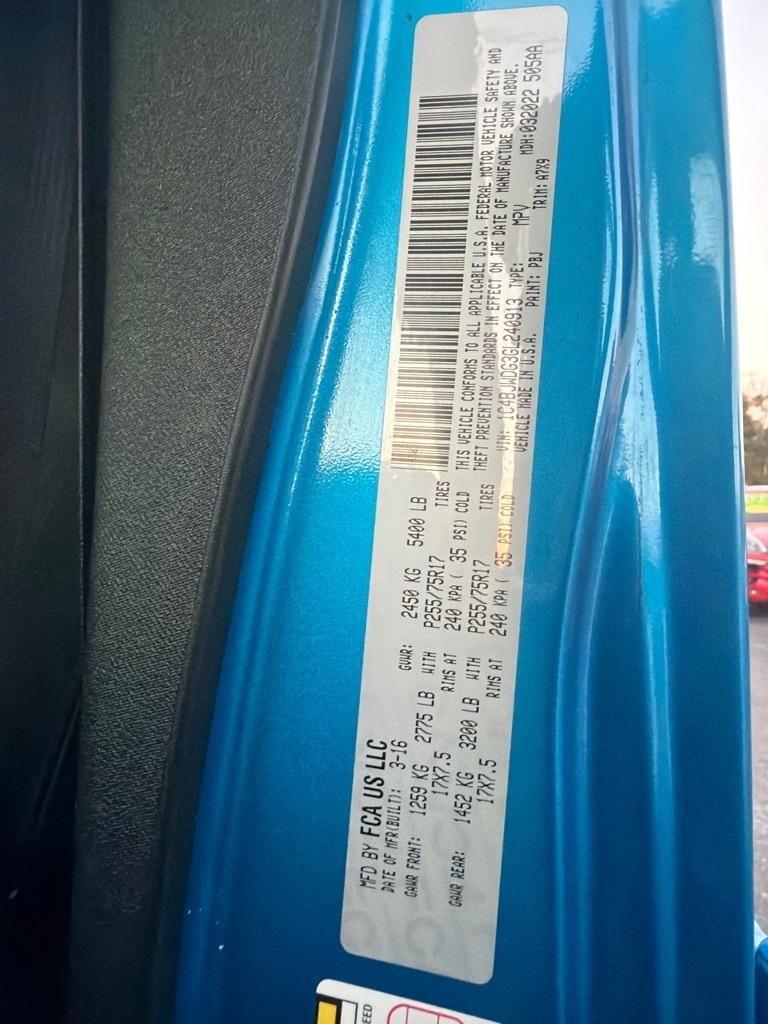 MFD BY FCA US LLC
DATE OF MFR(BUILT): 3-16 GVWR: 2450 KG 5400 LB
GAWR FRONT: 1259 KG 2775 LB WITH P255/75R17 TIRES
17X7.5 RIMS AT 240 KPA ( 35 PSI) COLD
GAWR REAR: 1452 KG 3200 LB WITH P255/75R17 TIRES
17X7.5 RIMS AT 240 KPA ( 35 PSI) COLD
THIS VEHICLE CONFORMS TO ALL APPLICABLE U.S.A. FEDERAL MOTOR VEHICLE SAFETY AND
THEFT PREVENTION STANDARDS IN EFFECT ON THE DATE OF MANUFACTURE SHOWN ABOVE.
VIN: 1C4BJWDG3GL240913 TYPE: MPV MDH:032022 505AA
VEHICLE MADE IN U.S.A. PAINT: PBJ TRIM: A7X9